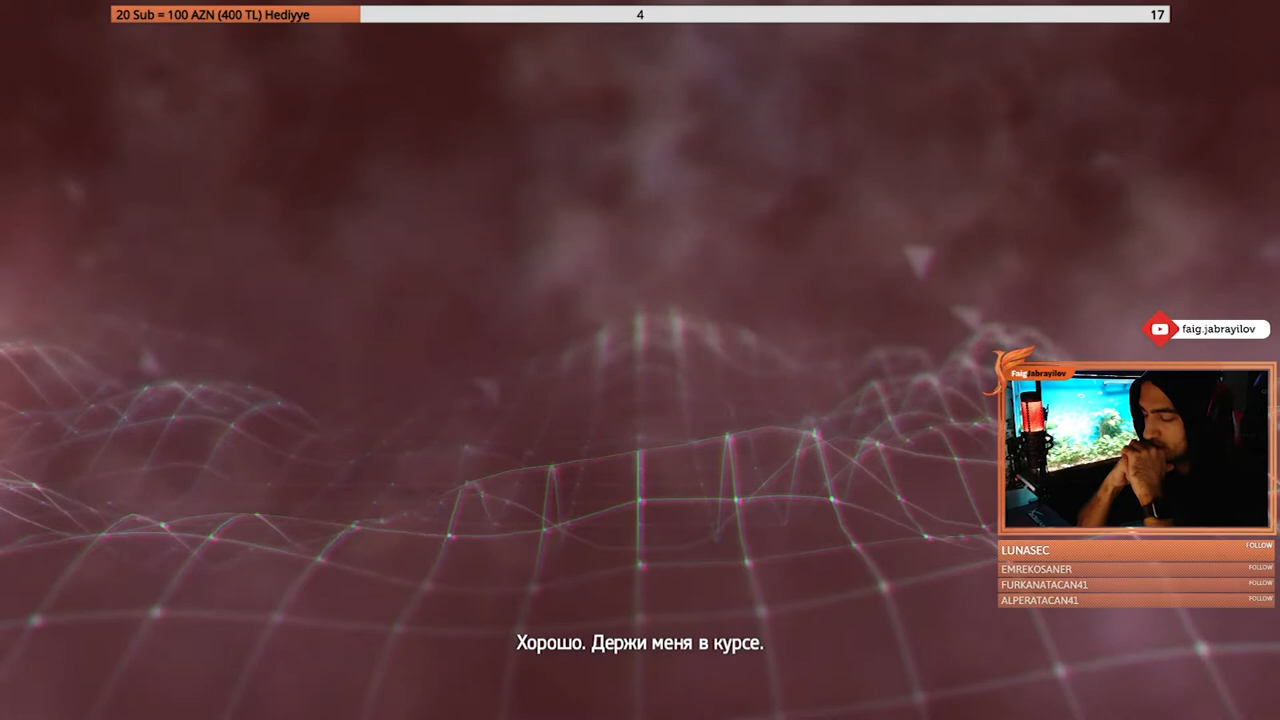 20 Sub = 100 AZN (400 TL) Hediyye
4
17
faig.jabrayilov
FaigJabrayilov
LUNASEC FOLLOW
EMREKOSANER FOLLOW
FURKANATACAN41 FOLLOW
ALPERATACAN41 FOLLOW
Хорошо. Держи меня в курсе.